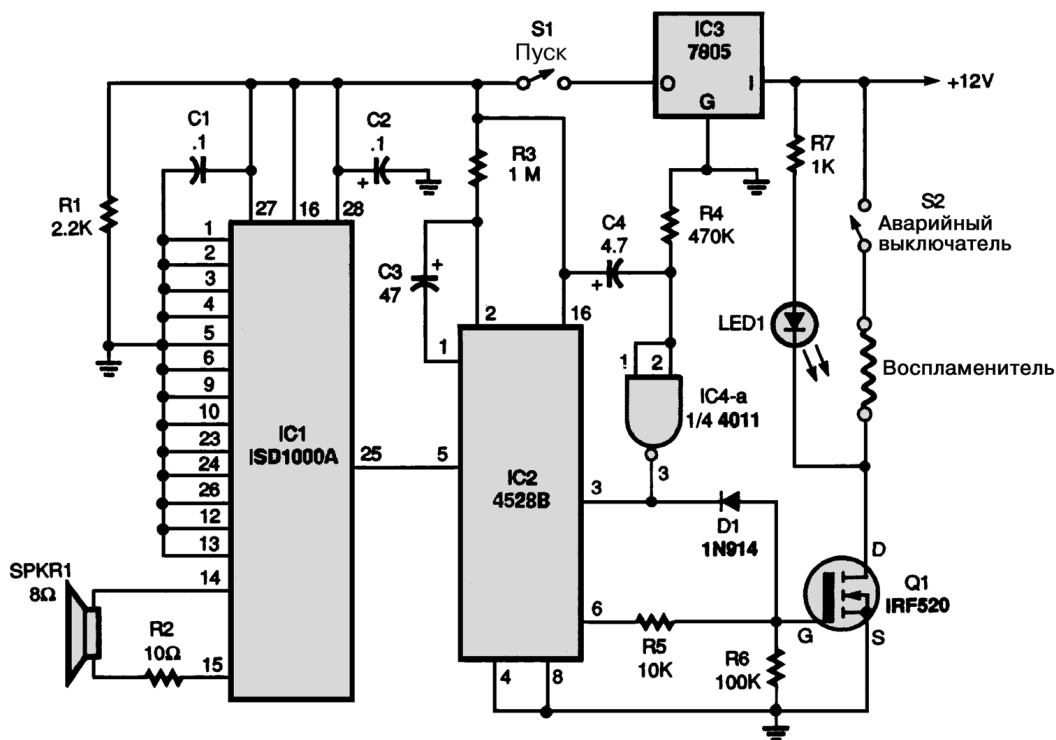 S1
Пуск
IC3
7805
O
I
G
+12V
C1
.1
C2
.1
+
R3
1 M
R7
1K
R1
2.2K
27
16
28
R4
470K
S2
Аварийный
выключатель
C4
4.7
+
C3
47
+
1
2
3
4
5
6
9
10
23
24
26
12
13
14
15
IC1
ISD1000A
25
2
16
1
5
IC2
4528B
3
6
4
8
1
2
IC4-a
1/4 4011
3
LED1
Воспламенитель
D1
1N914
D
Q1
IRF520
G
S
R5
10K
R6
100K
SPKR1
8Ω
R2
10Ω